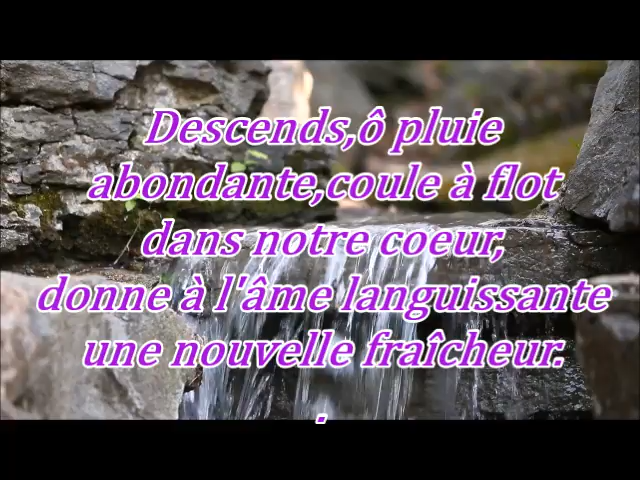 Descends,ô pluie
abondante,coule à flot
dans notre coeur,
donne à l'âme languissante
une nouvelle fraîcheur.
.